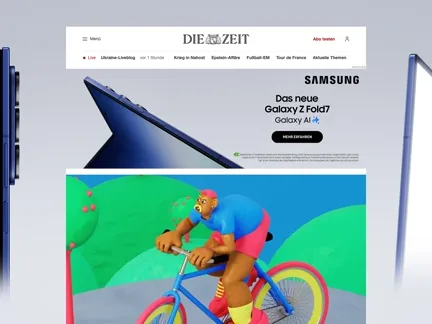 Menü
DIE ZEIT
Abo testen
Live
Ukraine-Liveblog
vor 1 Stunde
Krieg in Nahost
Epstein-Affäre
Fußball-EM
Tour de France
Aktuelle Themen
SAMSUNG
Das neue
Galaxy Z Fold7
Galaxy AI
MEHR ERFAHREN